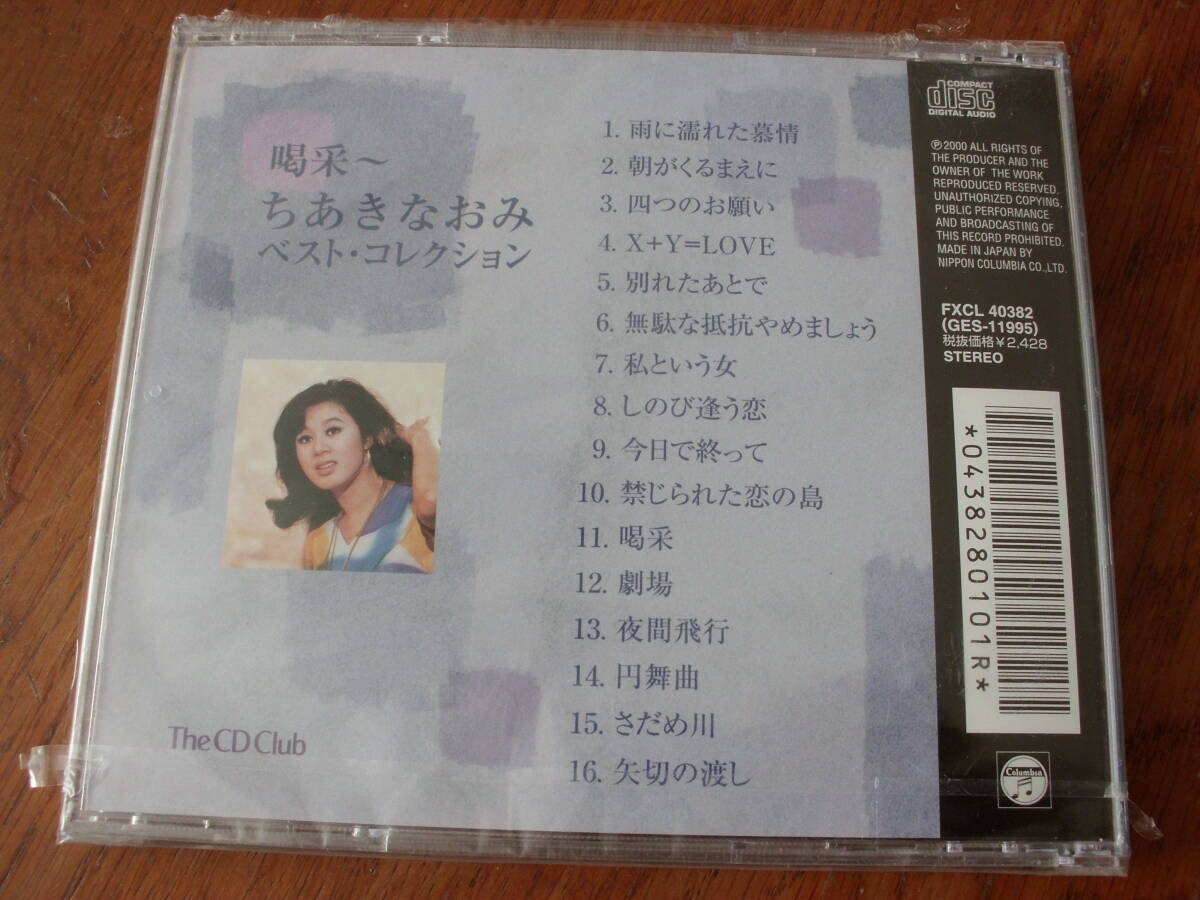 喝采～
ちあきなおみ
ベスト・コレクション
1. 雨に濡れた慕情
2. 朝がくるまえに
3. 四つのお願い
4. X+Y=LOVE
5. 別れたあとで
6. 無駄な抵抗やめましょう
7. 私という女
8. しのび逢う恋
9. 今日で終って
10. 禁じられた恋の島
11. 喝采
12. 劇場
13. 夜間飛行
14. 円舞曲
15. さだめ川
16. 矢切の渡し
The CD Club
COMPACT
disc
DIGITAL AUDIO
℗2000 ALL RIGHTS OF
THE PRODUCER AND THE
OWNER OF THE WORK
REPRODUCED RESERVED.
UNAUTHORIZED COPYING,
PUBLIC PERFORMANCE
AND BROADCASTING OF
THIS RECORD PROHIBITED.
MADE IN JAPAN BY
NIPPON COLUMBIA CO.,LTD.
FXCL 40382
(GES-11995)
税抜価格¥2,428
STEREO
*0438280101R*
Columbia